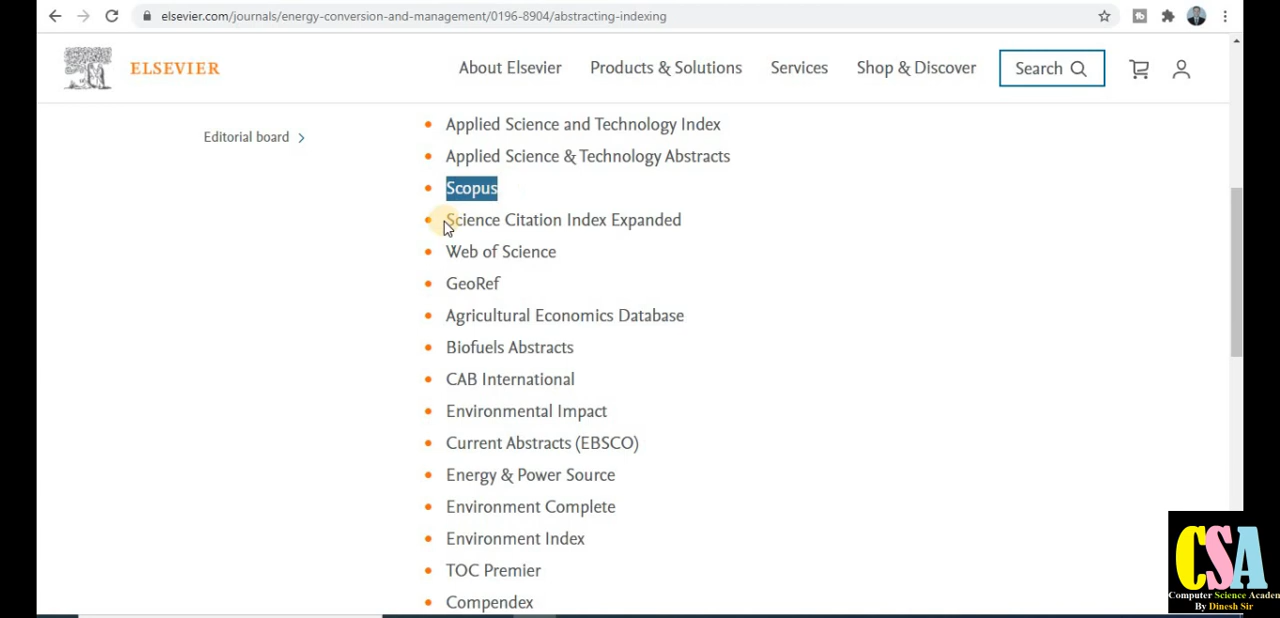 elsevier.com/journals/energy-conversion-and-management/0196-8904/abstracting-indexing
ELSEVIER
About Elsevier
Products & Solutions
Services
Shop & Discover
Search
Editorial board
Applied Science and Technology Index
Applied Science & Technology Abstracts
Scopus
Science Citation Index Expanded
Web of Science
GeoRef
Agricultural Economics Database
Biofuels Abstracts
CAB International
Environmental Impact
Current Abstracts (EBSCO)
Energy & Power Source
Environment Complete
Environment Index
TOC Premier
Compendex
CSA
Computer Science Academ
By Dinesh Sir